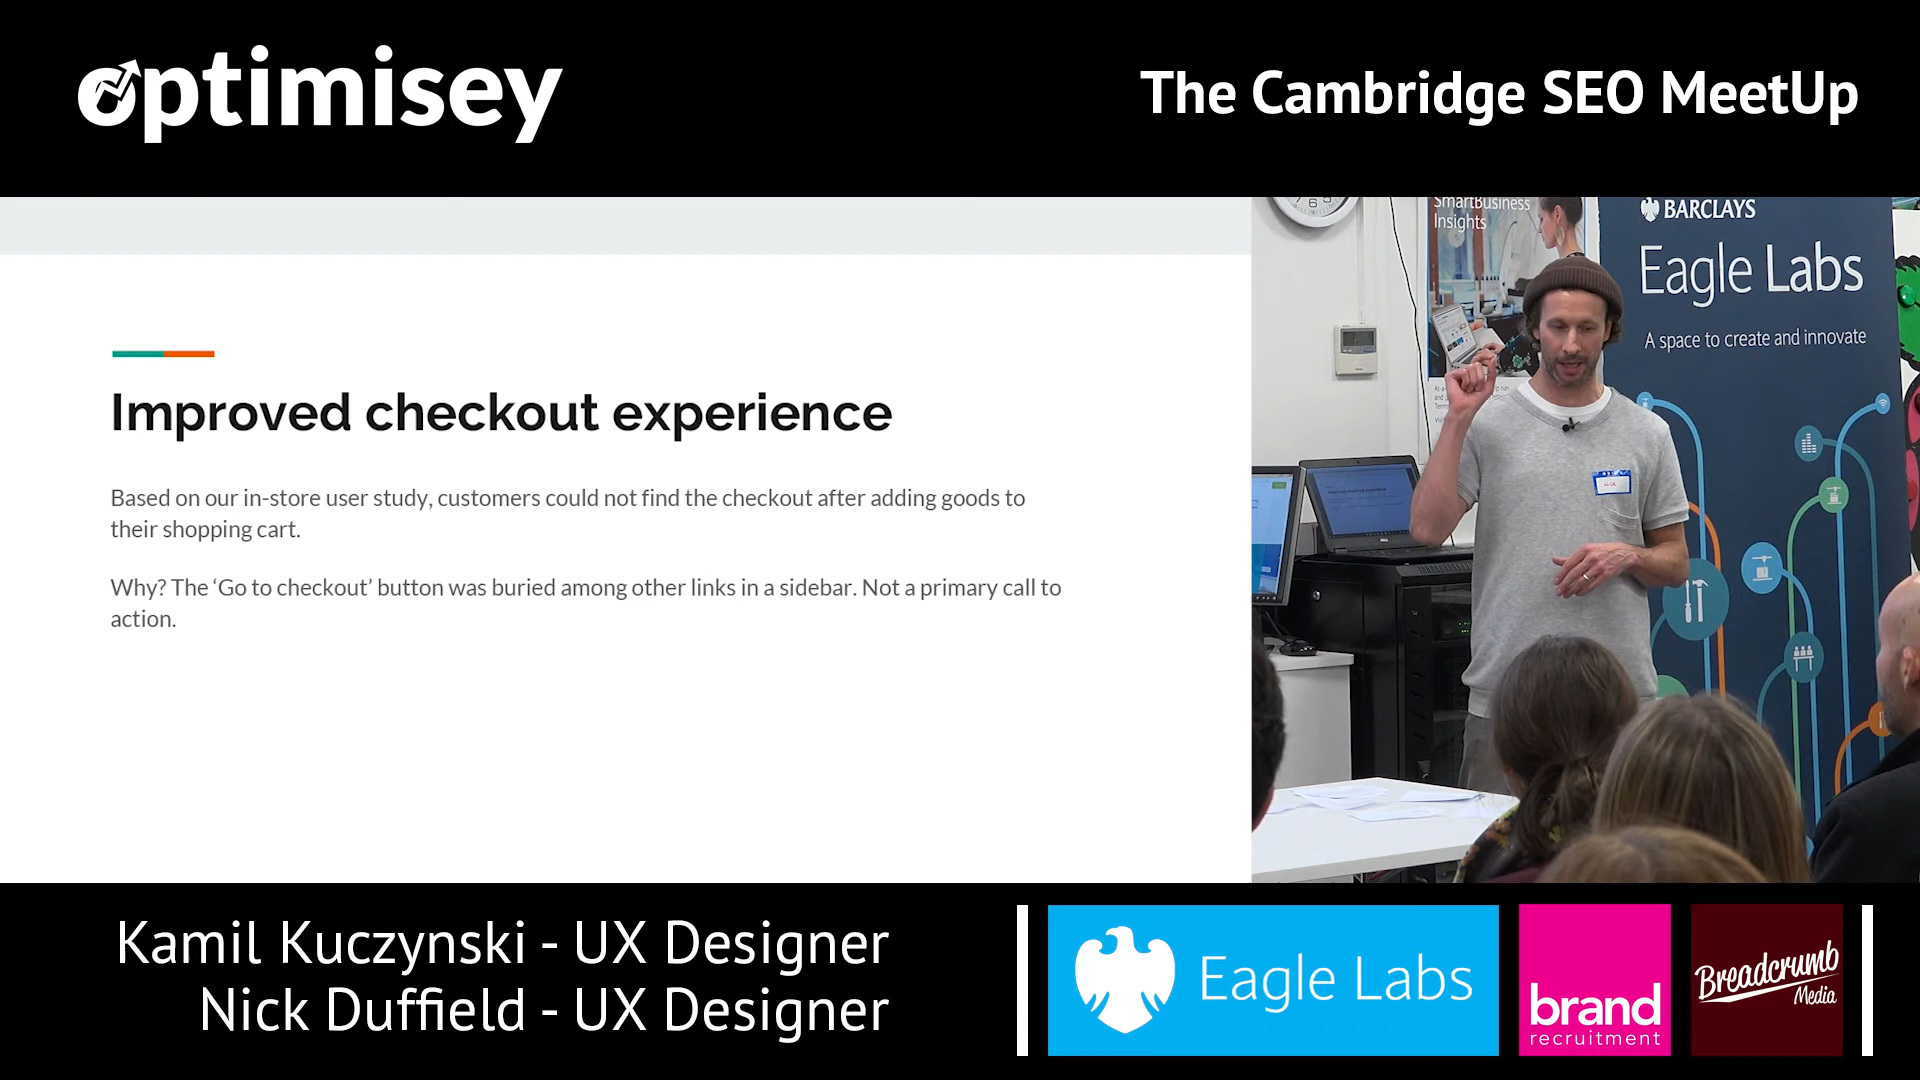 optimisey
The Cambridge SEO MeetUp
SmartBusiness
Insights
BARCLAYS
Eagle Labs
A space to create and innovate
Improved checkout experience
Based on our in-store user study, customers could not find the checkout after adding goods to
their shopping cart.
Why? The ‘Go to checkout’ button was buried among other links in a sidebar. Not a primary call to
action.
Kamil Kuczynski - UX Designer
Nick Duffield - UX Designer
Eagle Labs
brand
recruitment
Breadcrumb
Media